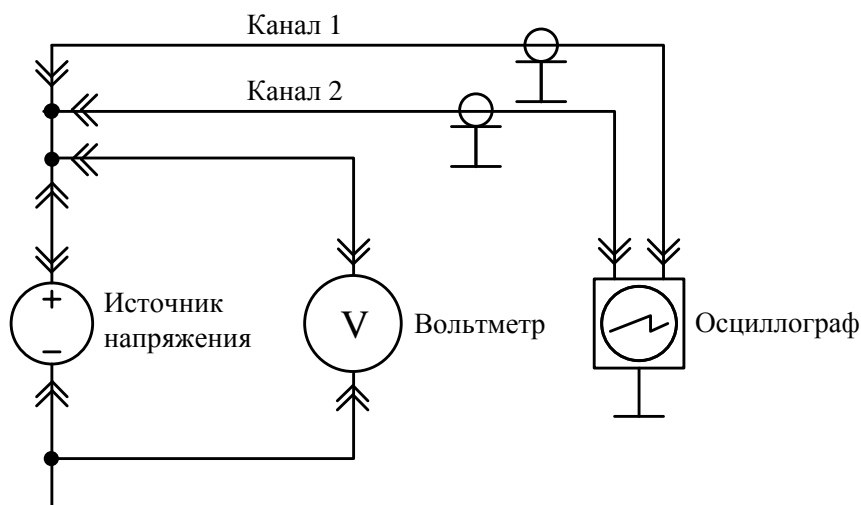 Канал 1
Канал 2
Источник
напряжения
V
Вольтметр
Осциллограф